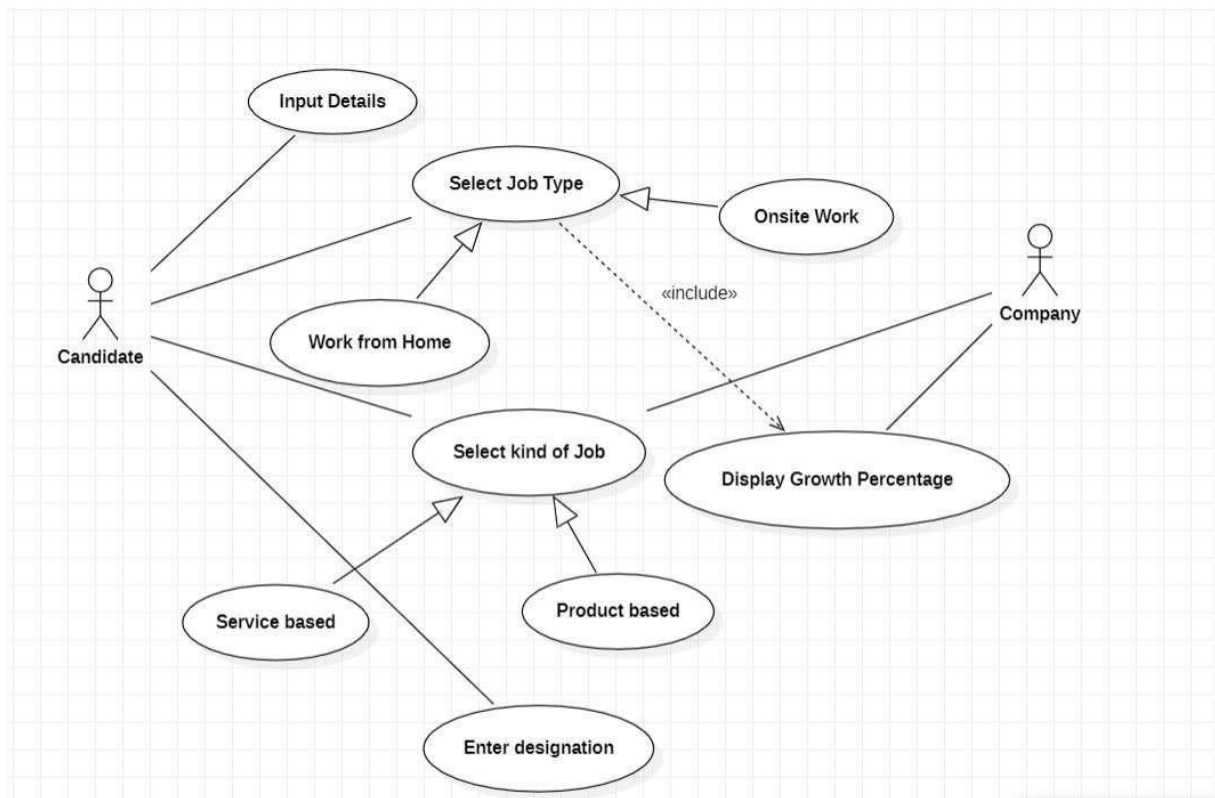 Input Details
Select Job Type
Onsite Work
«include»
Company
Work from Home
Candidate
Select kind of Job
Display Growth Percentage
Service based
Product based
Enter designation